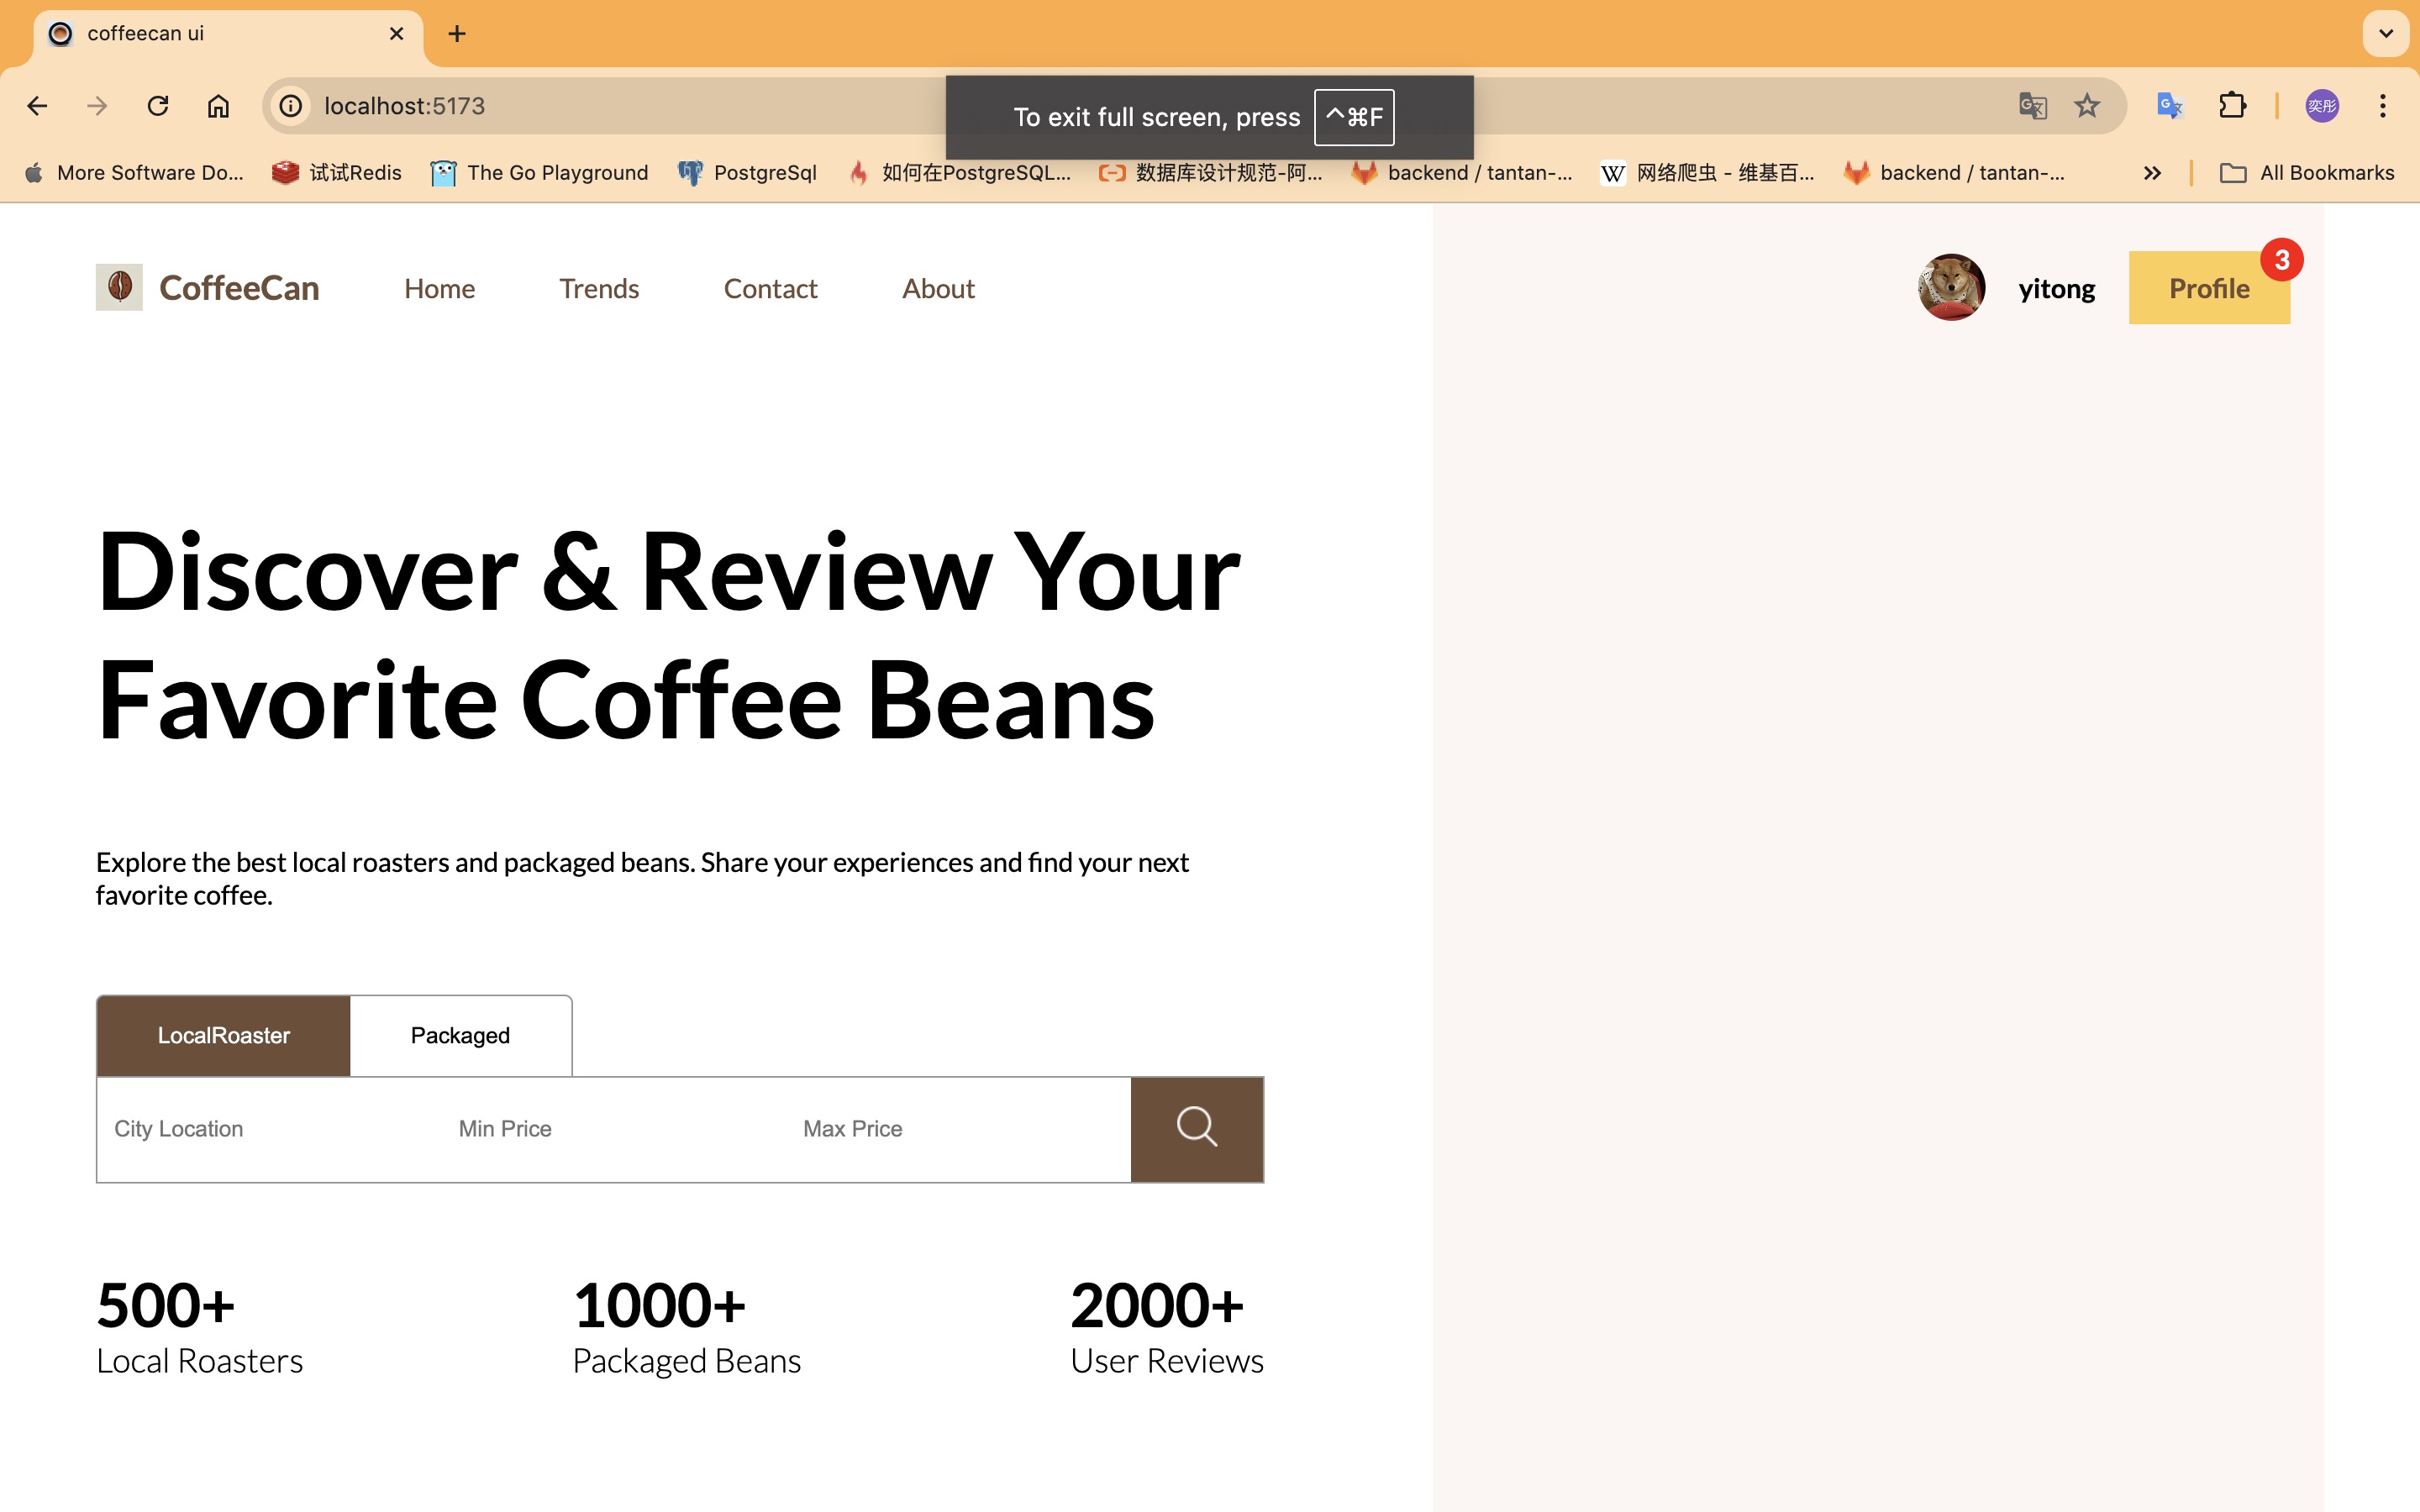 coffeecan ui
localhost:5173
To exit full screen, press ^⌘F
奕彤
More Software Do...
试试Redis
The Go Playground
PostgreSql
如何在PostgreSQL...
数据库设计规范-阿...
backend / tantan-...
W 网络爬虫 - 维基百...
backend / tantan-...
All Bookmarks
CoffeeCan
Home
Trends
Contact
About
yitong
Profile
3
Discover & Review Your
Favorite Coffee Beans
Explore the best local roasters and packaged beans. Share your experiences and find your next
favorite coffee.
LocalRoaster
Packaged
City Location
Min Price
Max Price
500+
1000+
2000+
Local Roasters
Packaged Beans
User Reviews